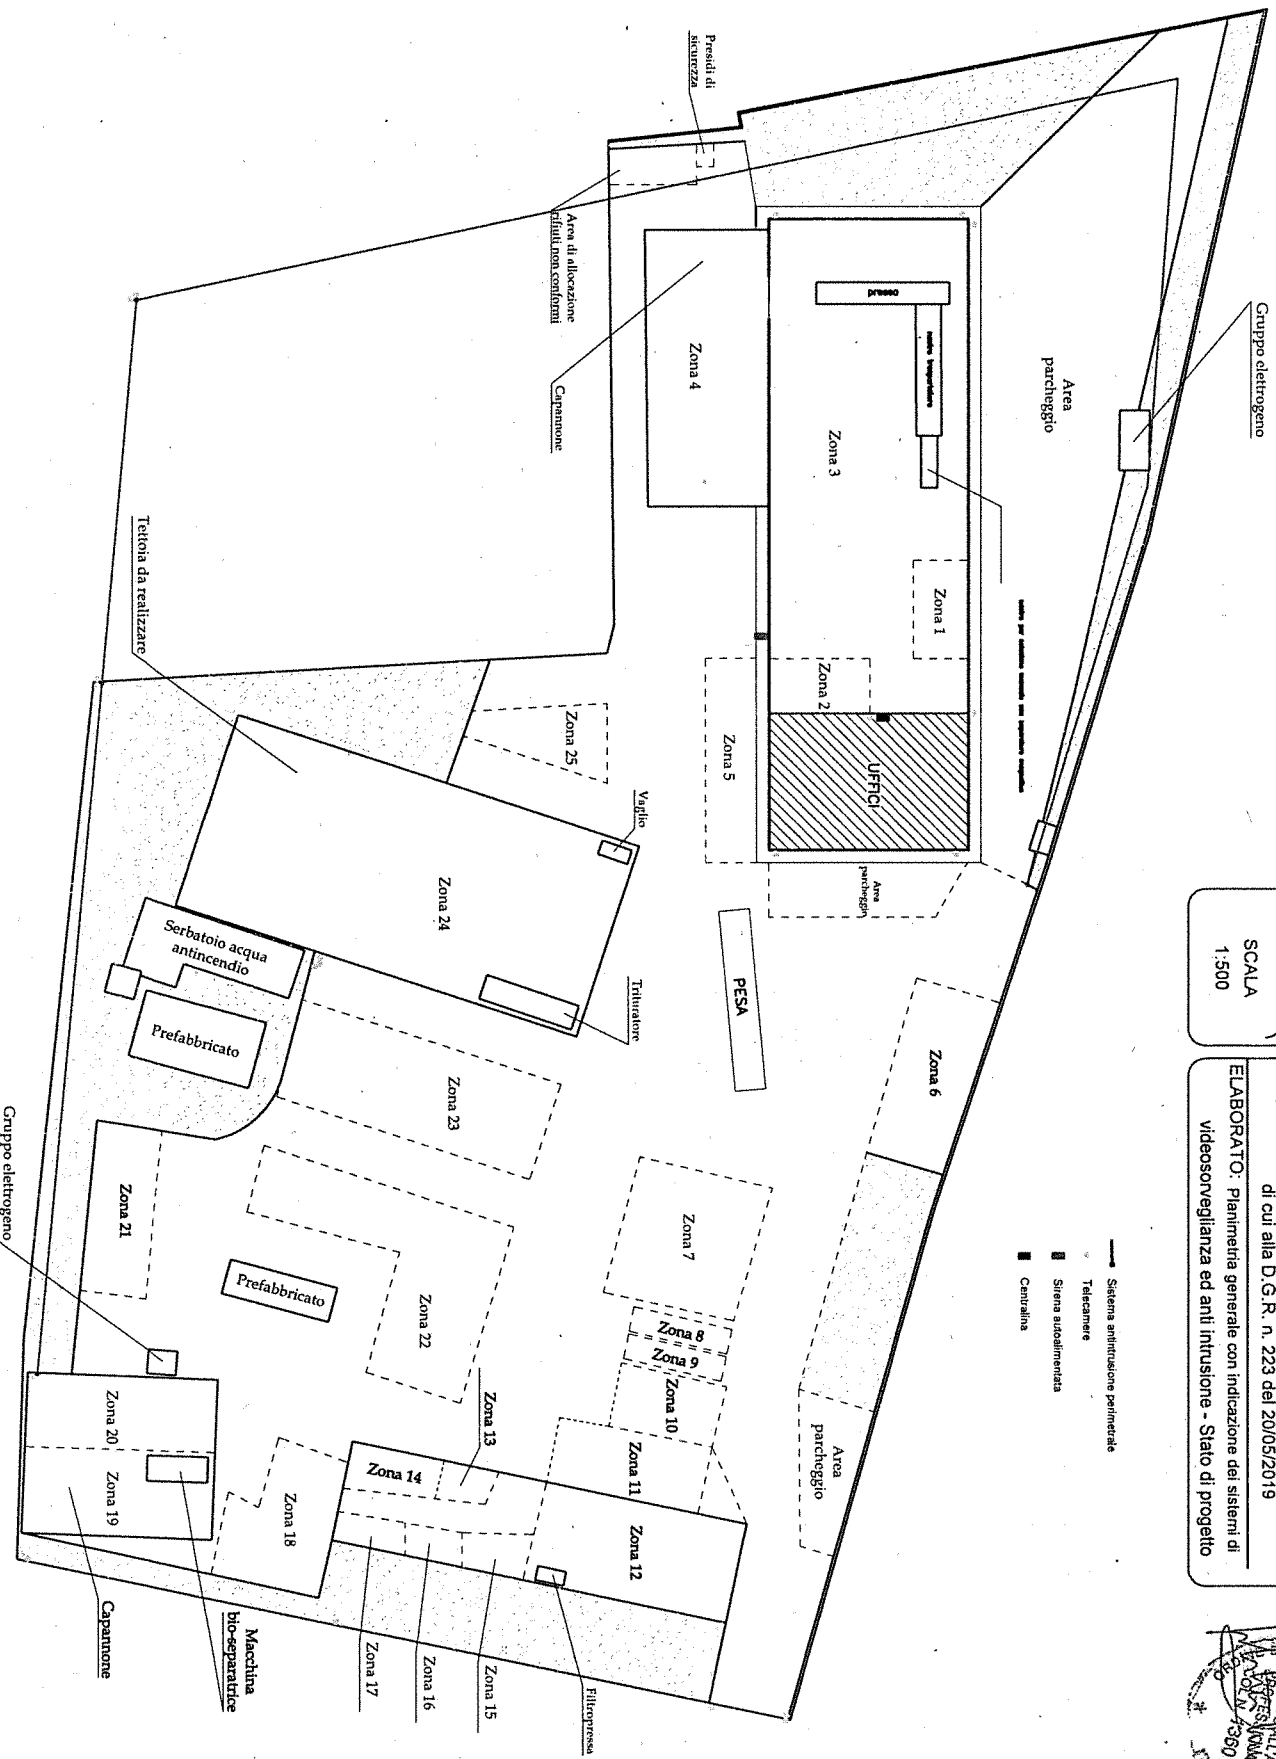 di cui alla D.G.R. n. 223 del 20/05/2019
ELABORATO: Planimetria generale con indicazione dei sistemi di
videosorveglianza ed anti intrusione - Stato di progetto
SCALA
1:500
Sistema antintrusione perimetrale
Telecamere
Sirena autoalimentata
Centralina
Gruppo elettrogeno
Area
parcheggio
Presidi di
sicurezza
Area di allocazione
rifiuti non conformi
Capannone
pressa
nastro trasportatore
Zona 1
Zona 2
Zona 3
Zona 4
Zona 5
UFFICI
Area
parcheggio
PESA
Zona 6
Area
parcheggio
Zona 7
Zona 8
Zona 9
Zona 10
Zona 11
Zona 12
Zona 13
Zona 14
Zona 15
Zona 16
Zona 17
Zona 18
Filtropressa
Macchina
bio-separatrice
Capannone
Zona 19
Zona 20
Gruppo elettrogeno
Zona 21
Zona 22
Prefabbricato
Zona 23
Zona 24
Zona 25
Vaglio
Trituratore
Tettoia da realizzare
Serbatoio acqua
antincendio
Prefabbricato